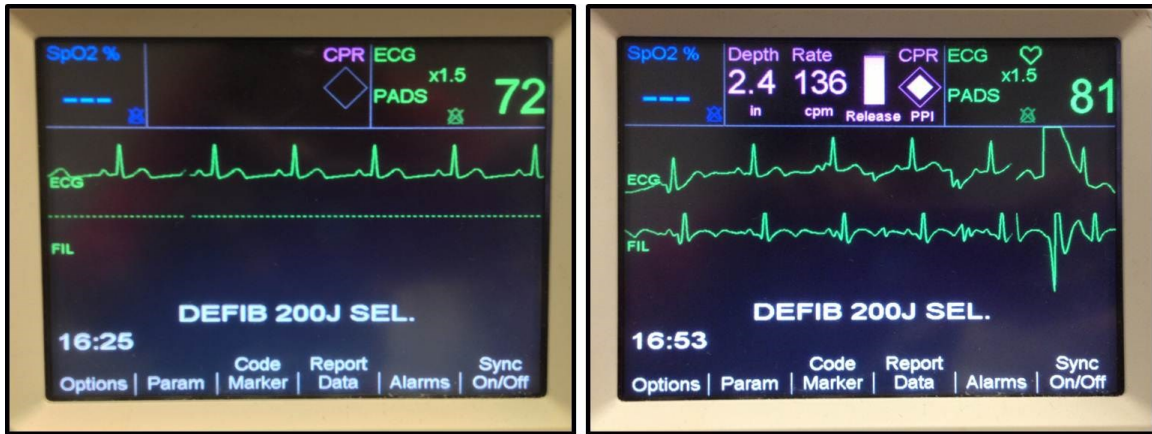 SpO2 % CPR ECG
x1.5
--- PADS 72
ECG
FIL
DEFIB 200J SEL.
16:25
Code Report Sync
Options | Param | Marker | Data | Alarms | On/Off
SpO2 % Depth Rate CPR ECG
x1.5
--- 2.4 136 PADS 81
in cpm Release PPI
ECG
FIL
DEFIB 200J SEL.
16:53
Code Report Sync
Options | Param | Marker | Data | Alarms | On/Off